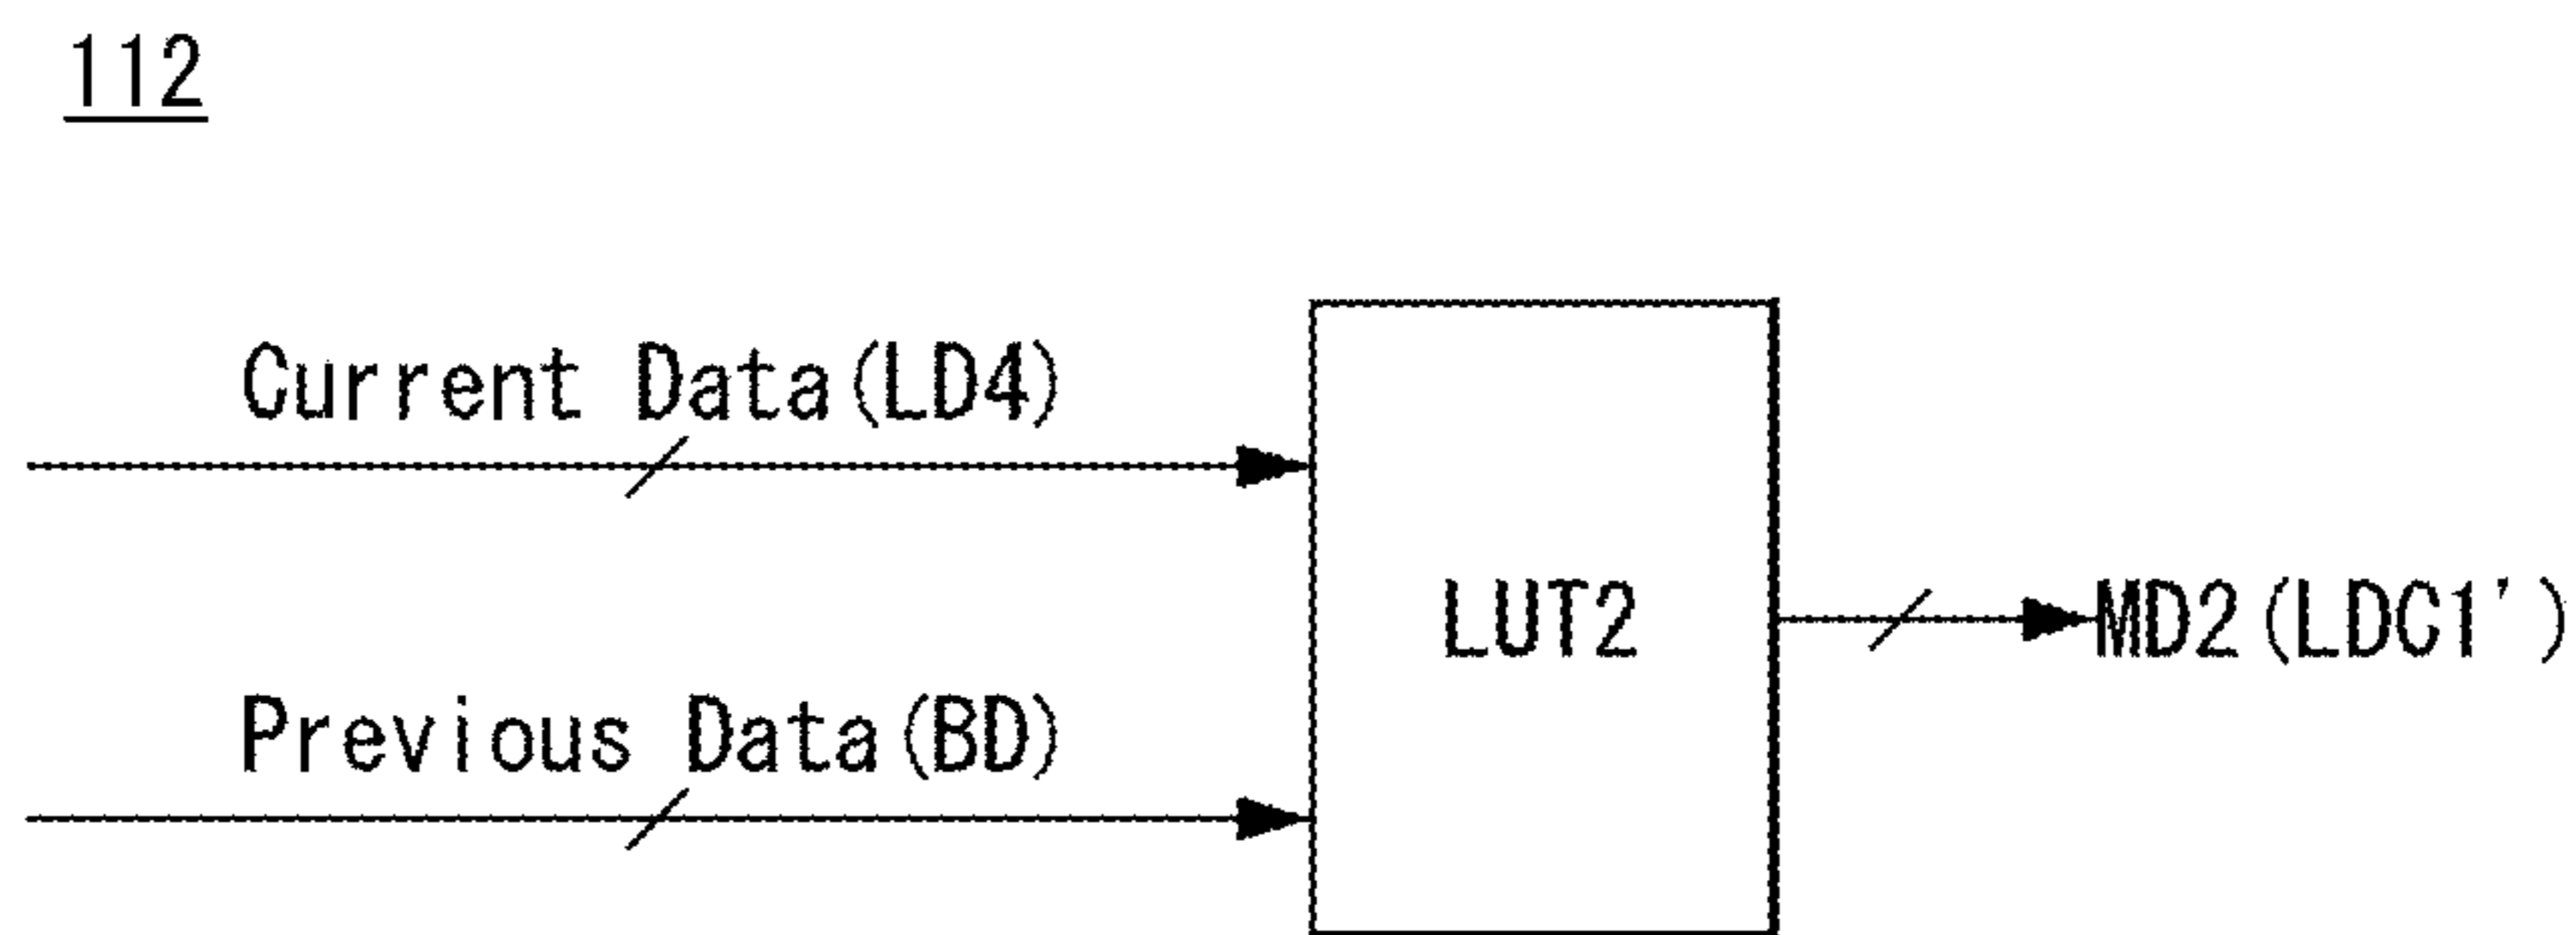 112
Current Data(LD4)
LUT2
MD2(LDC1')
Previous Data(BD)